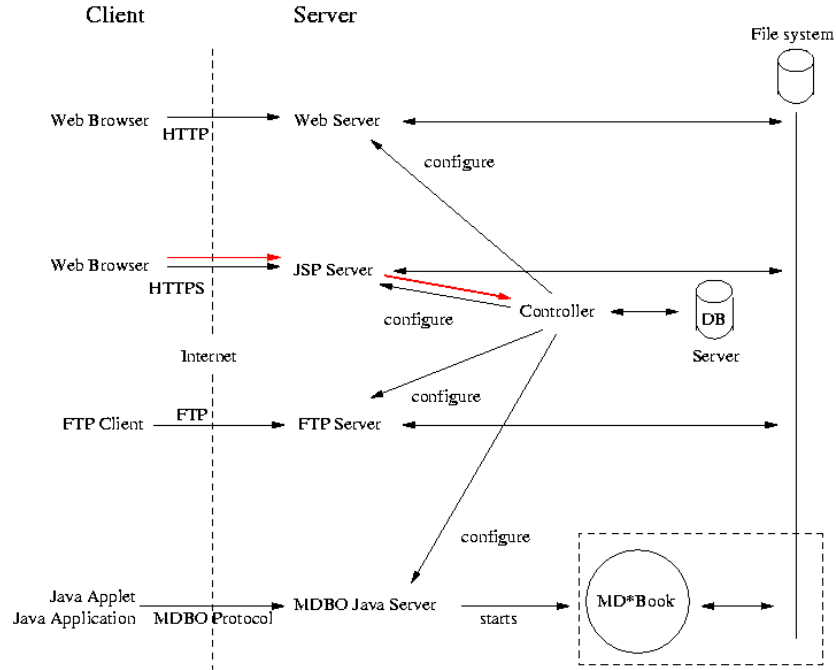 Client
Server
File system
Web Browser
HTTP
Web Server
configure
Web Browser
HTTPS
JSP Server
configure
Controller
DB
Server
Internet
configure
FTP Client
FTP
FTP Server
configure
Java Applet
Java Application
MDBO Protocol
MDBO Java Server
starts
MD*Book